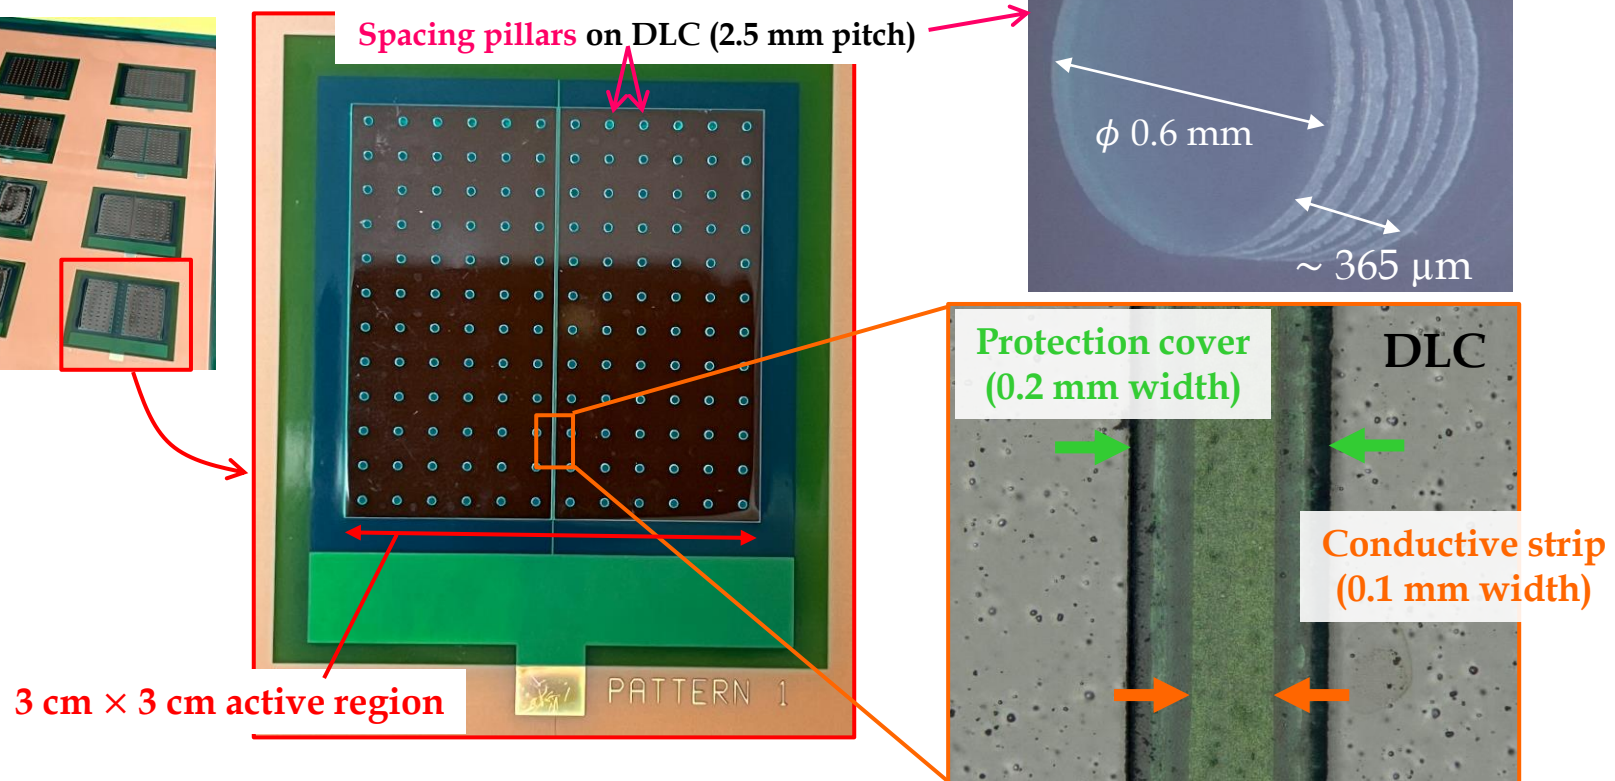 Spacing pillars on DLC (2.5 mm pitch)
ϕ 0.6 mm
~ 365 µm
Protection cover
(0.2 mm width)
DLC
Conductive strip
(0.1 mm width)
3 cm × 3 cm active region
PATTERN 1